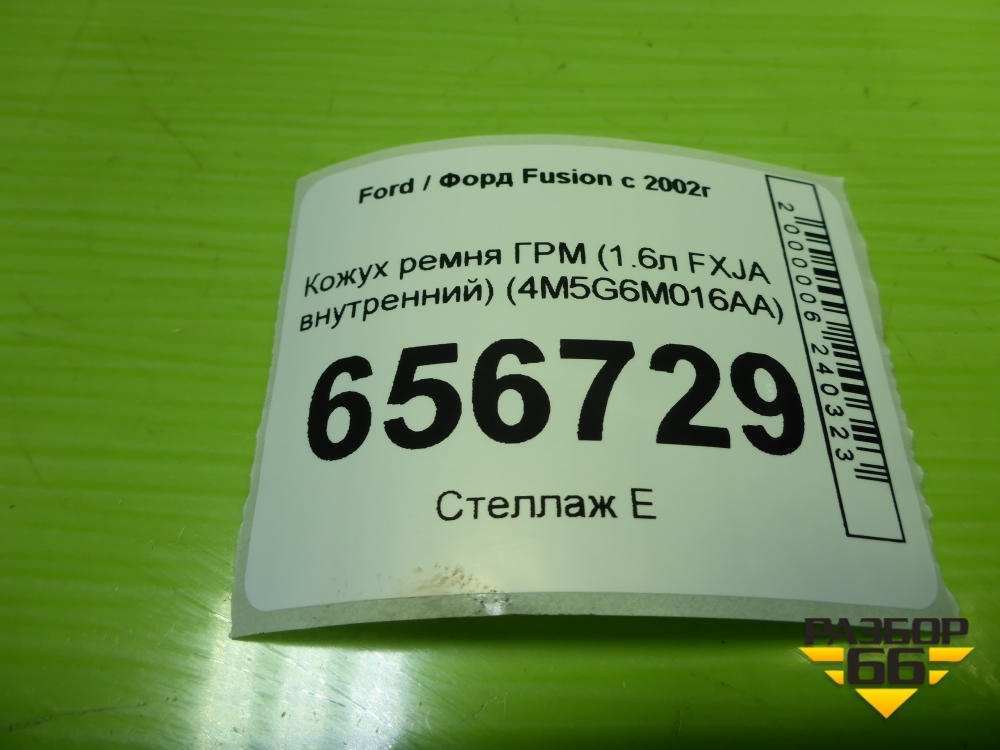 Ford / Форд Fusion с 2002г
Кожух ремня ГРМ (1.6л FXJA
внутренний) (4M5G6M016AA)
656729
Стеллаж Е
2000006240323
РАЗБОР
66